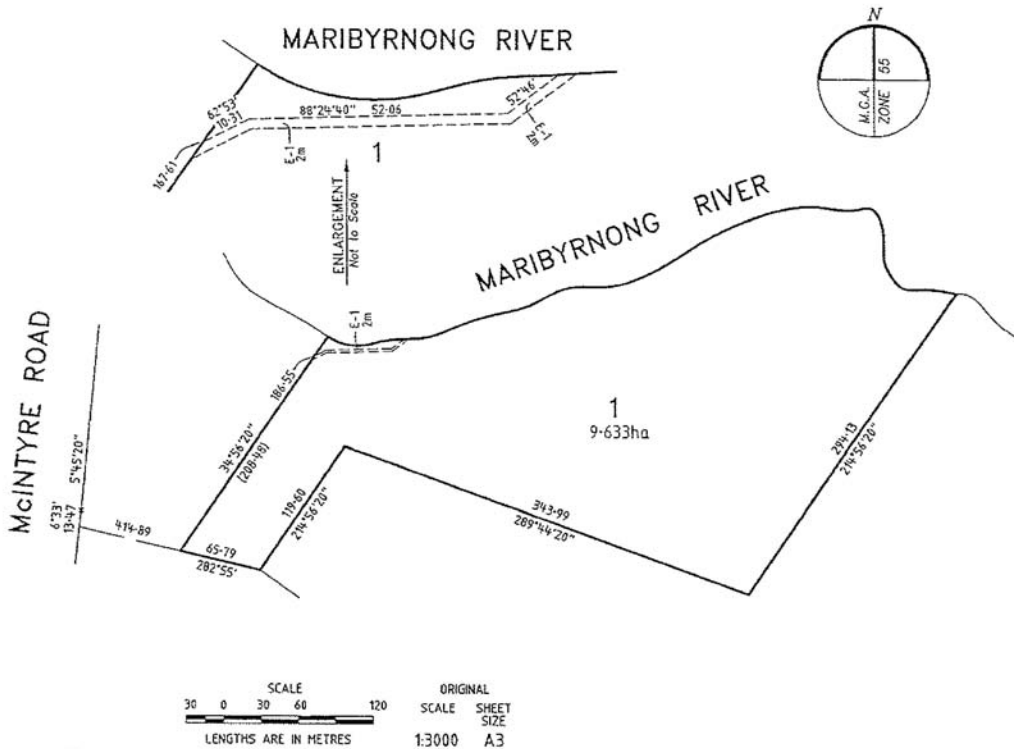 MARIBYRNONG RIVER
N
M.G.A. 55
ZONE
62°53'
10·31
88°24'40" 52·06
52°46'
167·61
E-1
2m
E-1
2m
1
ENLARGEMENT
Not to Scale
MARIBYRNONG RIVER
E-1
2m
McINTYRE ROAD
186·55
34°56'20"
(208·48)
1
9·633ha
294·13
214°56'20"
5°45'20"
6°33'
13·47
119·60
214°56'20"
343·99
289°44'20"
414·89
65·79
282°55'
SCALE
30 0 30 60 120
LENGTHS ARE IN METRES
ORIGINAL
SCALE SHEET SIZE
1:3000 A3